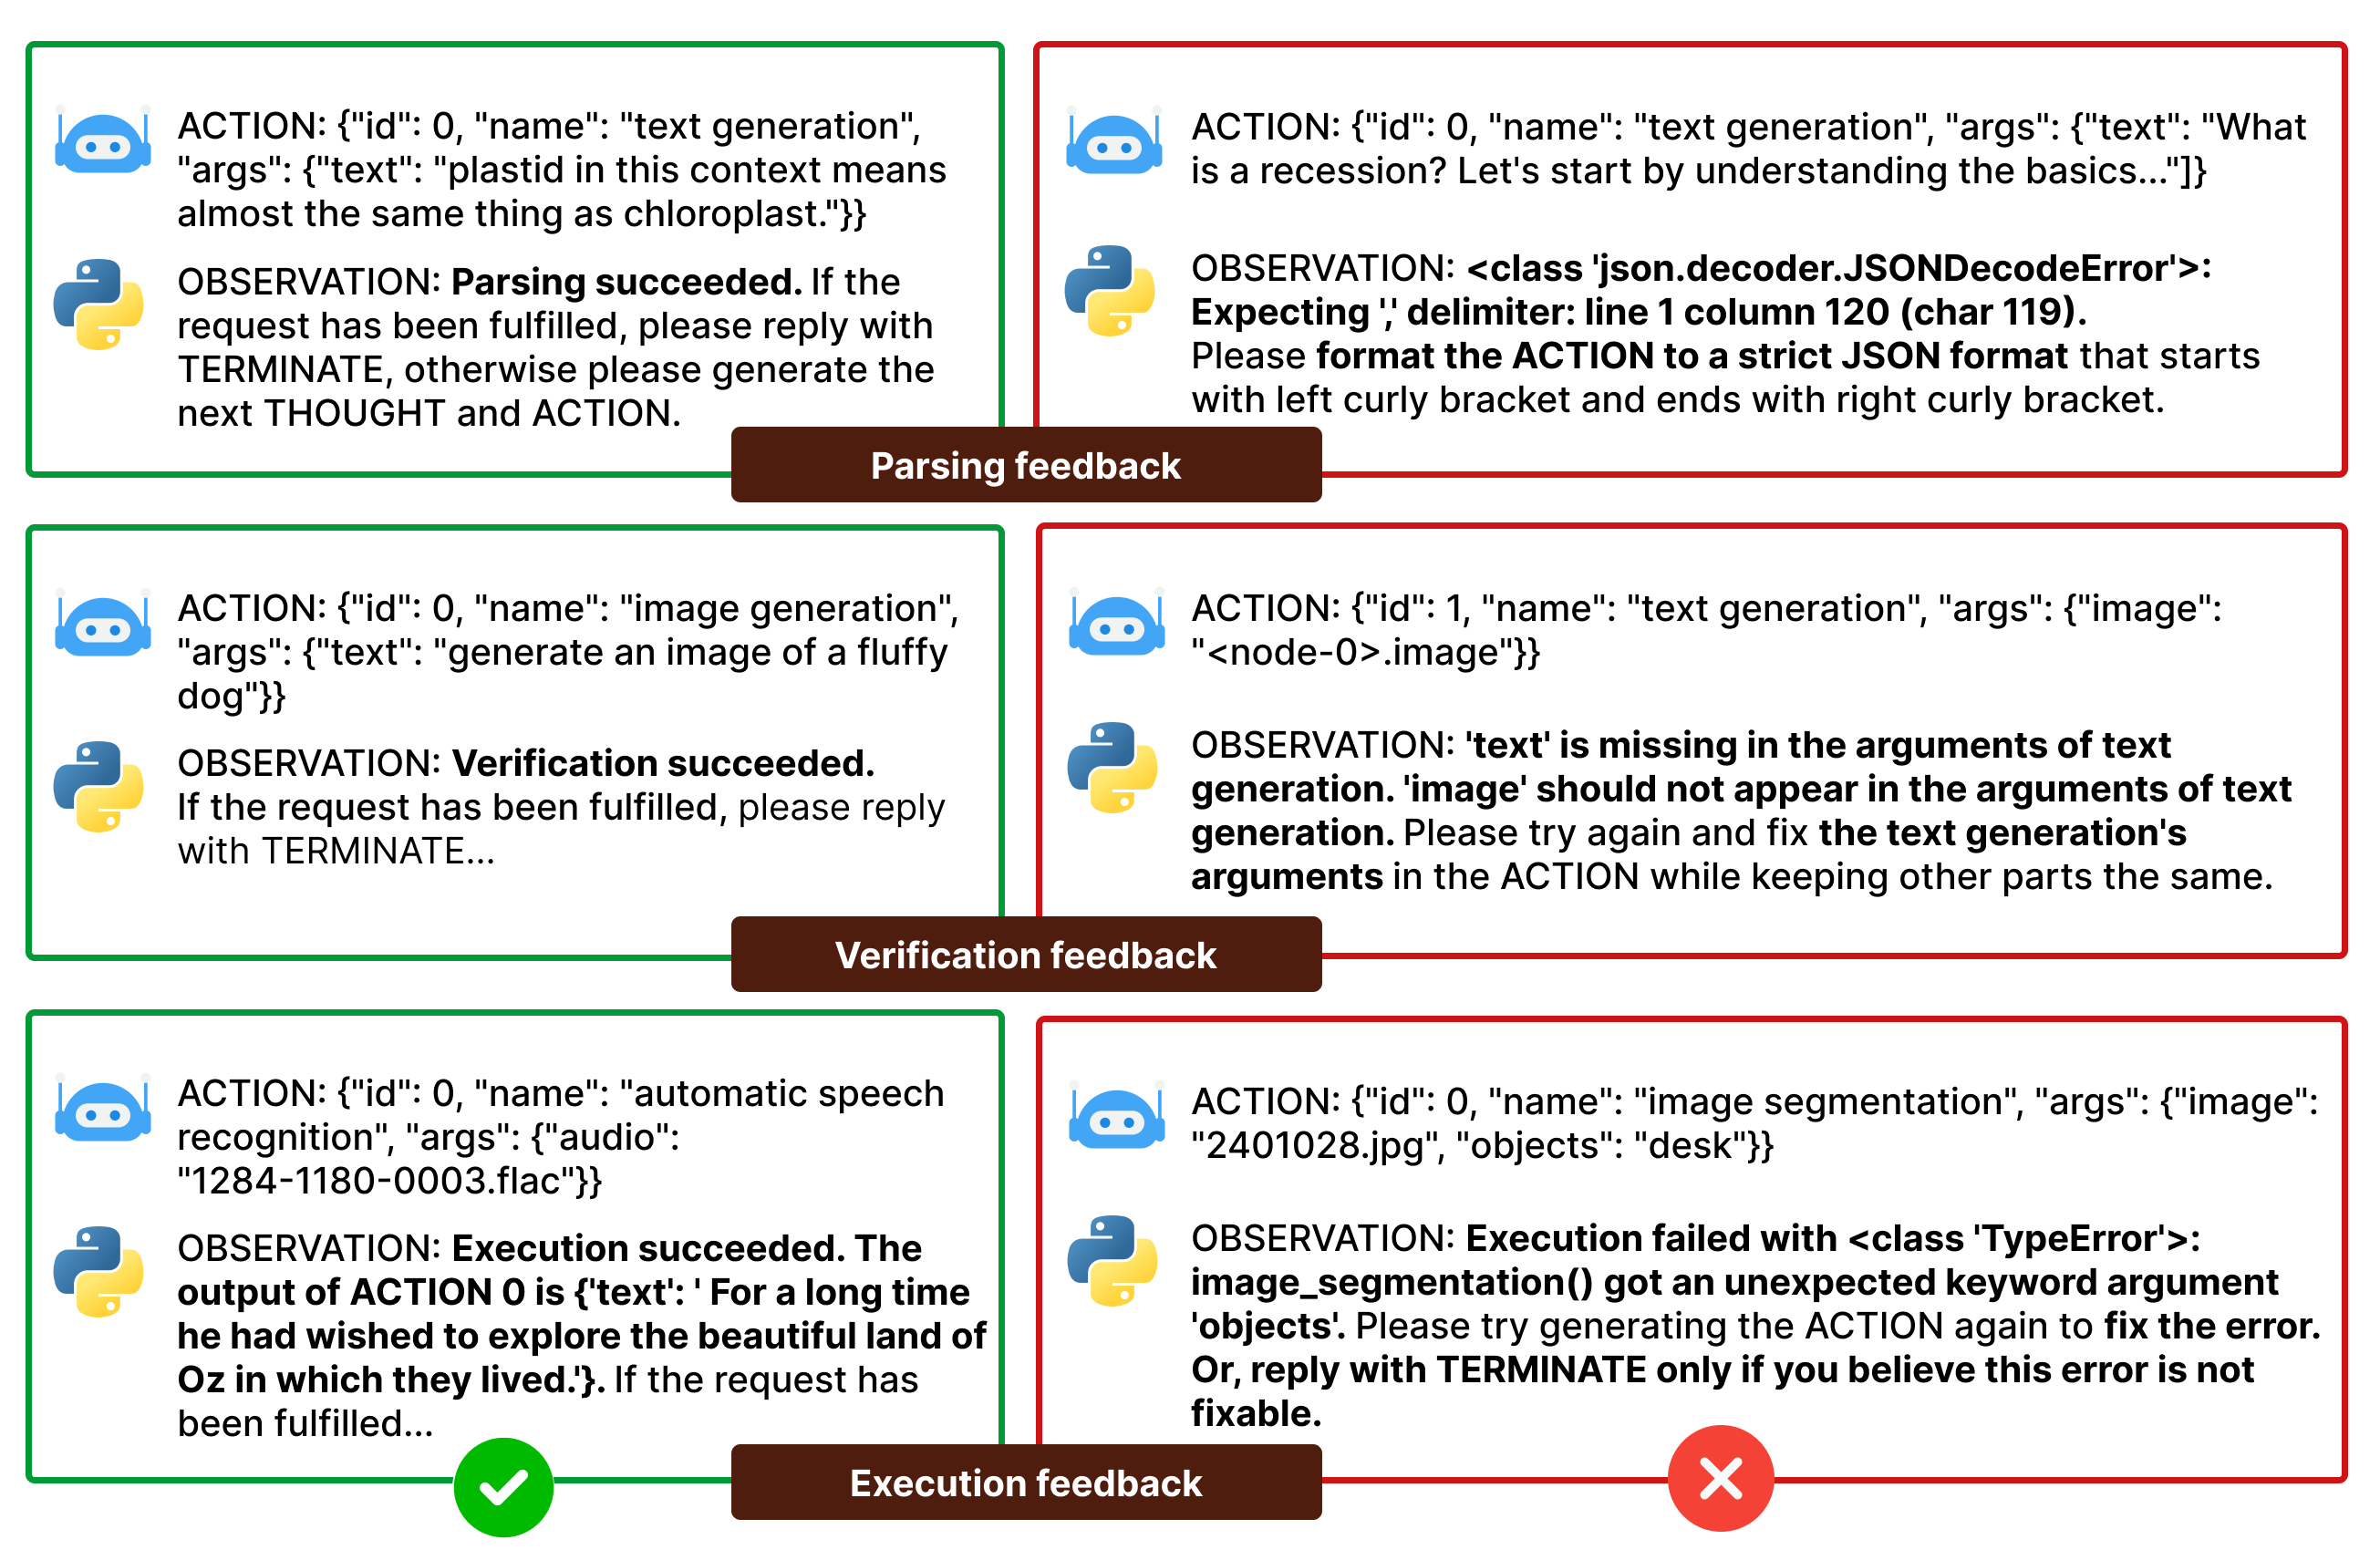 ACTION: {"id": 0, "name": "text generation",
"args": {"text": "plastid in this context means
almost the same thing as chloroplast."}}
OBSERVATION: Parsing succeeded. If the
request has been fulfilled, please reply with
TERMINATE, otherwise please generate the
next THOUGHT and ACTION.
ACTION: {"id": 0, "name": "text generation", "args": {"text": "What
is a recession? Let's start by understanding the basics..."]}
OBSERVATION: <class 'json.decoder.JSONDecodeError'>:
Expecting ',' delimiter: line 1 column 120 (char 119).
Please format the ACTION to a strict JSON format that starts
with left curly bracket and ends with right curly bracket.
Parsing feedback
ACTION: {"id": 0, "name": "image generation",
"args": {"text": "generate an image of a fluffy
dog"}}
OBSERVATION: Verification succeeded.
If the request has been fulfilled, please reply
with TERMINATE...
ACTION: {"id": 1, "name": "text generation", "args": {"image":
"<node-0>.image"}}
OBSERVATION: 'text' is missing in the arguments of text
generation. 'image' should not appear in the arguments of text
generation. Please try again and fix the text generation's
arguments in the ACTION while keeping other parts the same.
Verification feedback
ACTION: {"id": 0, "name": "automatic speech
recognition", "args": {"audio":
"1284-1180-0003.flac"}}
OBSERVATION: Execution succeeded. The
output of ACTION 0 is {'text': ' For a long time
he had wished to explore the beautiful land of
Oz in which they lived.'}. If the request has
been fulfilled...
ACTION: {"id": 0, "name": "image segmentation", "args": {"image":
"2401028.jpg", "objects": "desk"}}
OBSERVATION: Execution failed with <class 'TypeError'>:
image_segmentation() got an unexpected keyword argument
'objects'. Please try generating the ACTION again to fix the error.
Or, reply with TERMINATE only if you believe this error is not
fixable.
Execution feedback